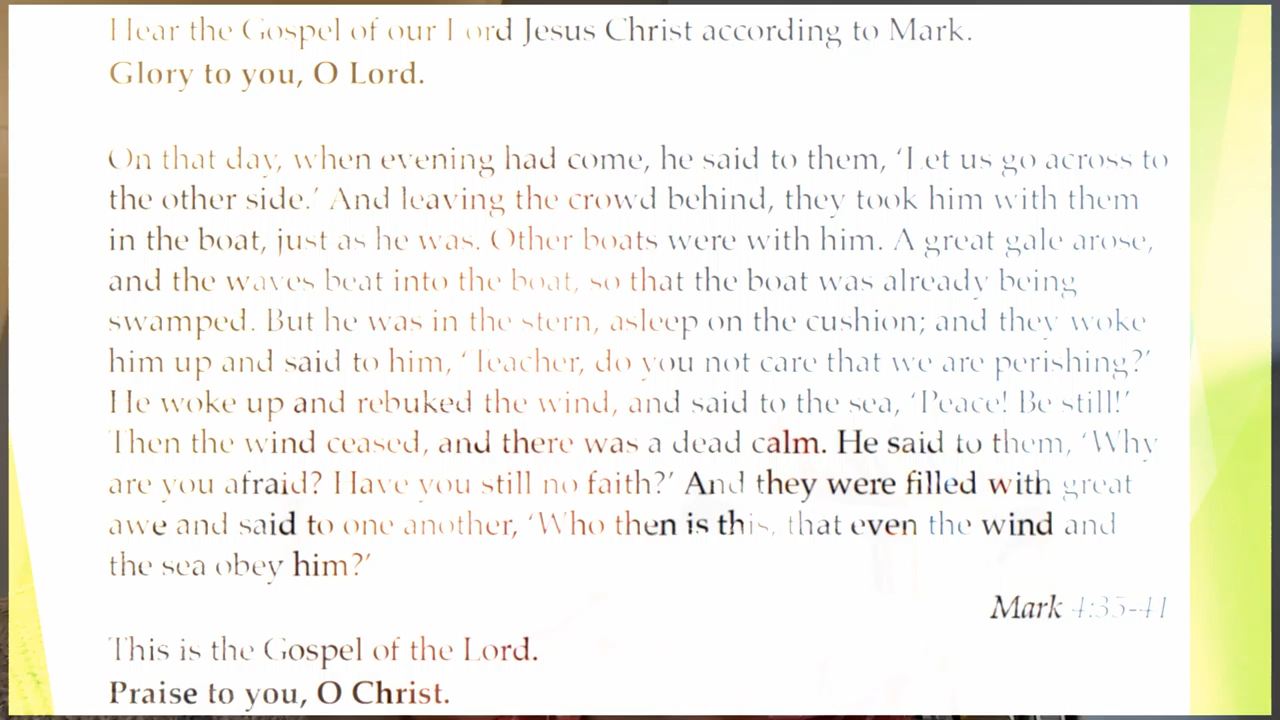 Hear the Gospel of our Lord Jesus Christ according to Mark.
Glory to you, O Lord.
On that day, when evening had come, he said to them, ‘Let us go across to
the other side.’ And leaving the crowd behind, they took him with them
in the boat, just as he was. Other boats were with him. A great gale arose,
and the waves beat into the boat, so that the boat was already being
swamped. But he was in the stern, asleep on the cushion; and they woke
him up and said to him, ‘Teacher, do you not care that we are perishing?’
He woke up and rebuked the wind, and said to the sea, ‘Peace! Be still!’
Then the wind ceased, and there was a dead calm. He said to them, ‘Why
are you afraid? Have you still no faith?’ And they were filled with great
awe and said to one another, ‘Who then is this, that even the wind and
the sea obey him?’
Mark 4:35-41
This is the Gospel of the Lord.
Praise to you, O Christ.